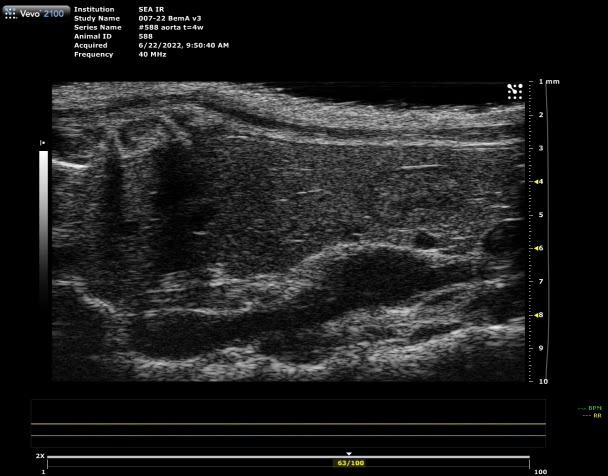 Vevo 2100
Institution SEA IR
Study Name 007-22 BemA v3
Series Name #588 aorta t=4w
Animal ID 588
Acquired 6/22/2022, 9:50:40 AM
Frequency 40 MHz
1 mm
2
3
4
5
6
7
8
9
10
--- BPM
--- RR
2X
63/100
1
100